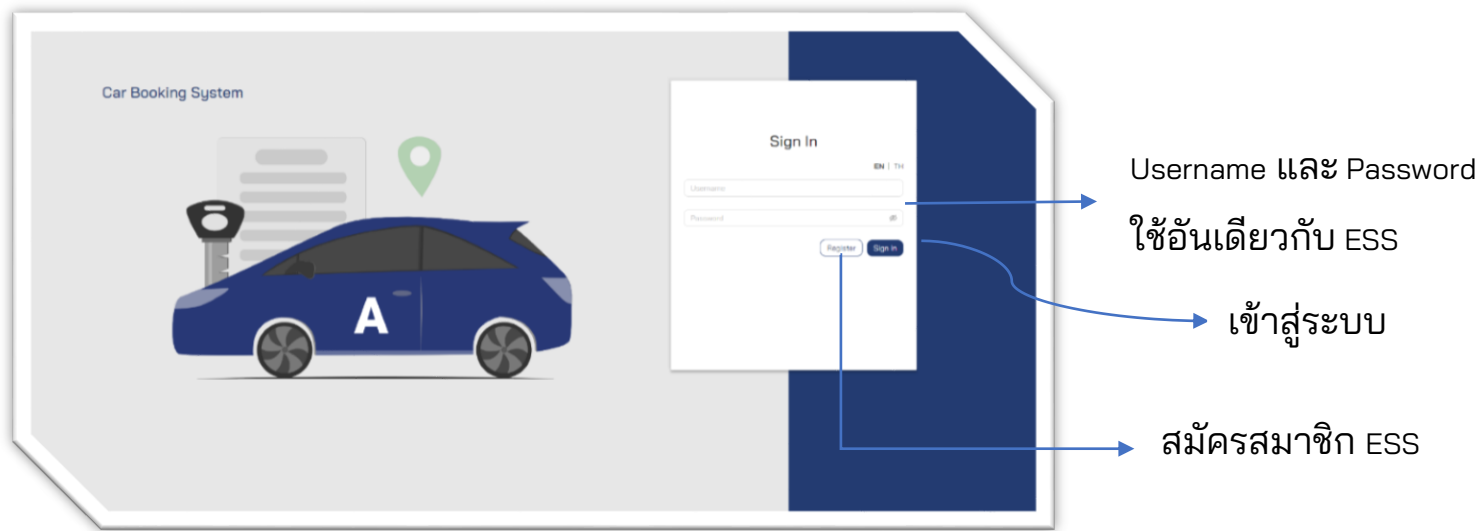 Car Booking System
Sign In
EN | TH
Username
Password
Register
Sign in
A
Username และ Password
ใช้อันเดียวกับ ESS
เข้าสู่ระบบ
สมัครสมาชิก ESS